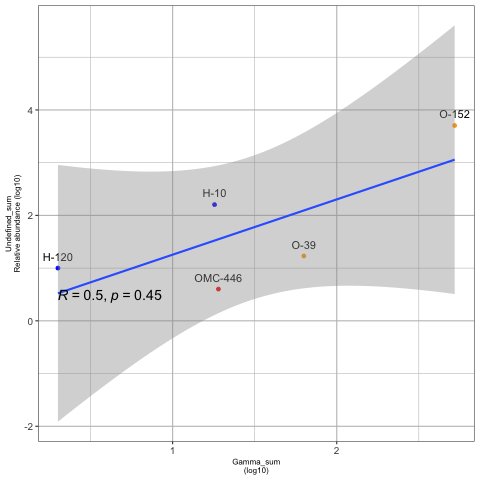 O-152
H-10
H-120
O-39
OMC-446
R = 0.5, p = 0.45
4
2
0
-2
1
2
Undefined_sum
Relative abundance (log10)
Gamma_sum
(log10)